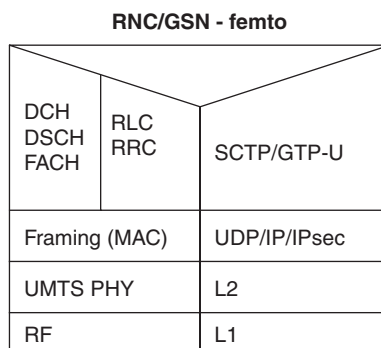 RNC/GSN - femto
DCH
DSCH
FACH
RLC
RRC
SCTP/GTP-U
Framing (MAC)
UDP/IP/IPsec
UMTS PHY
L2
RF
L1